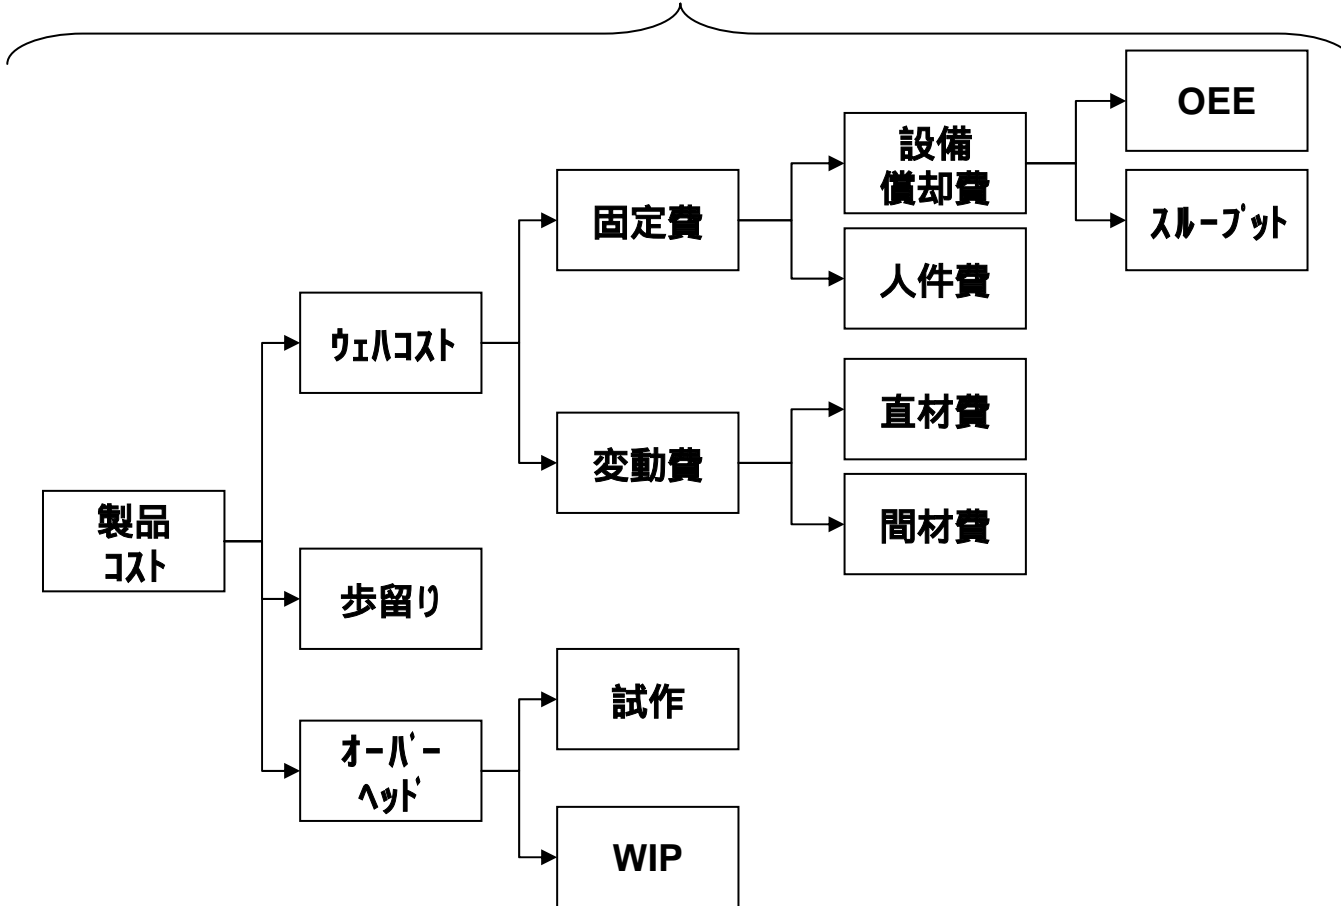 OEE
設備
償却費
ｽﾙｰﾌﾟｯﾄ
固定費
人件費
ｳｪﾊｺｽﾄ
直材費
変動費
間材費
製品
ｺｽﾄ
歩留り
試作
ｵｰﾊﾞｰ
ﾍｯﾄﾞ
WIP